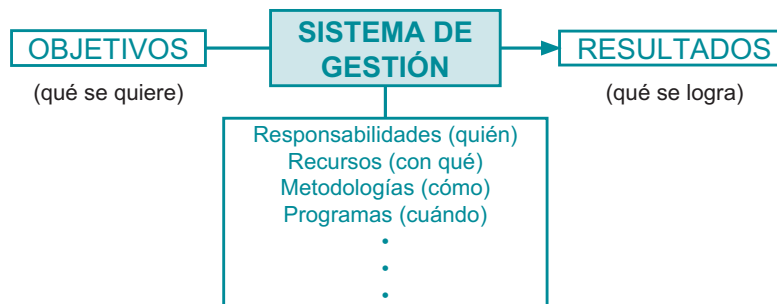 OBJETIVOS
(qué se quiere)
SISTEMA DE
GESTIÓN
RESULTADOS
(qué se logra)
Responsabilidades (quién)
Recursos (con qué)
Metodologías (cómo)
Programas (cuándo)
•
•
•